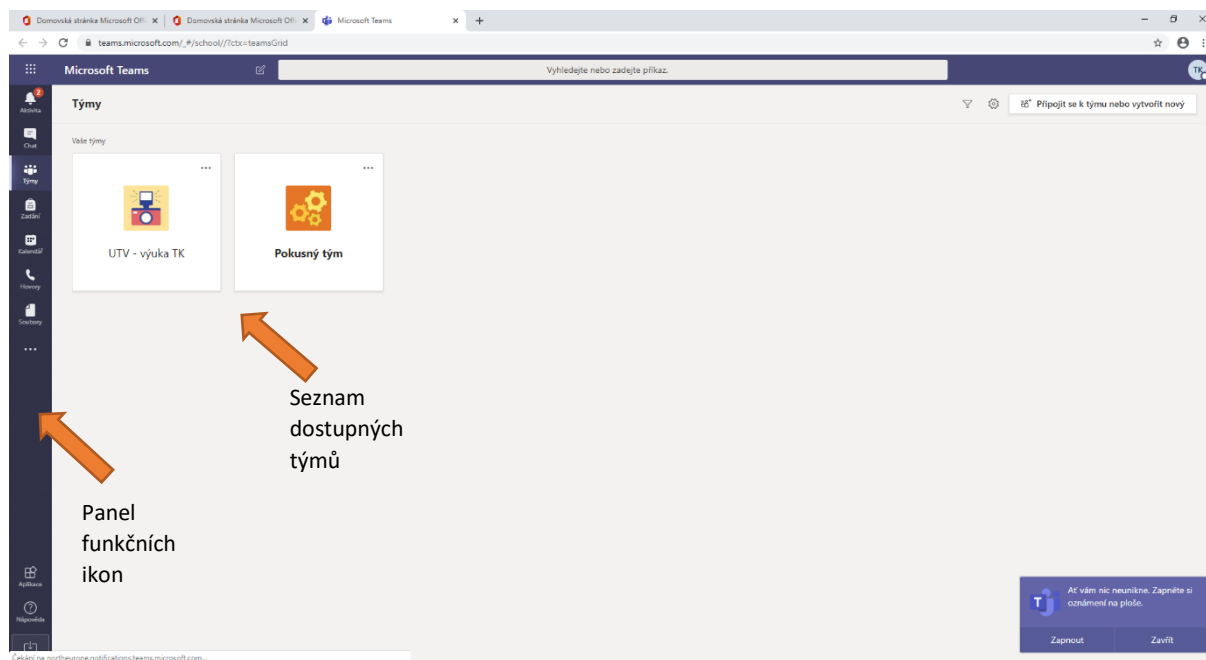 Domovská stránka Microsoft Offi
Domovská stránka Microsoft Offi
Microsoft Teams
teams.microsoft.com/_#/school//?ctx=teamsGrid
Microsoft Teams
Vyhledejte nebo zadejte příkaz.
TK
2
Aktivita
Týmy
Připojit se k týmu nebo vytvořit nový
Chat
Vaše týmy
Týmy
Zadání
Kalendář
UTV - výuka TK
Pokusný tým
Hovory
Soubory
Seznam
dostupných
týmů
Panel
funkčních
ikon
Aplikace
Nápověda
T
Ať vám nic neunikne. Zapněte si
oznámení na ploše.
Zapnout
Zavřít
Čekání na northeurope.notifications.teams.microsoft.com...